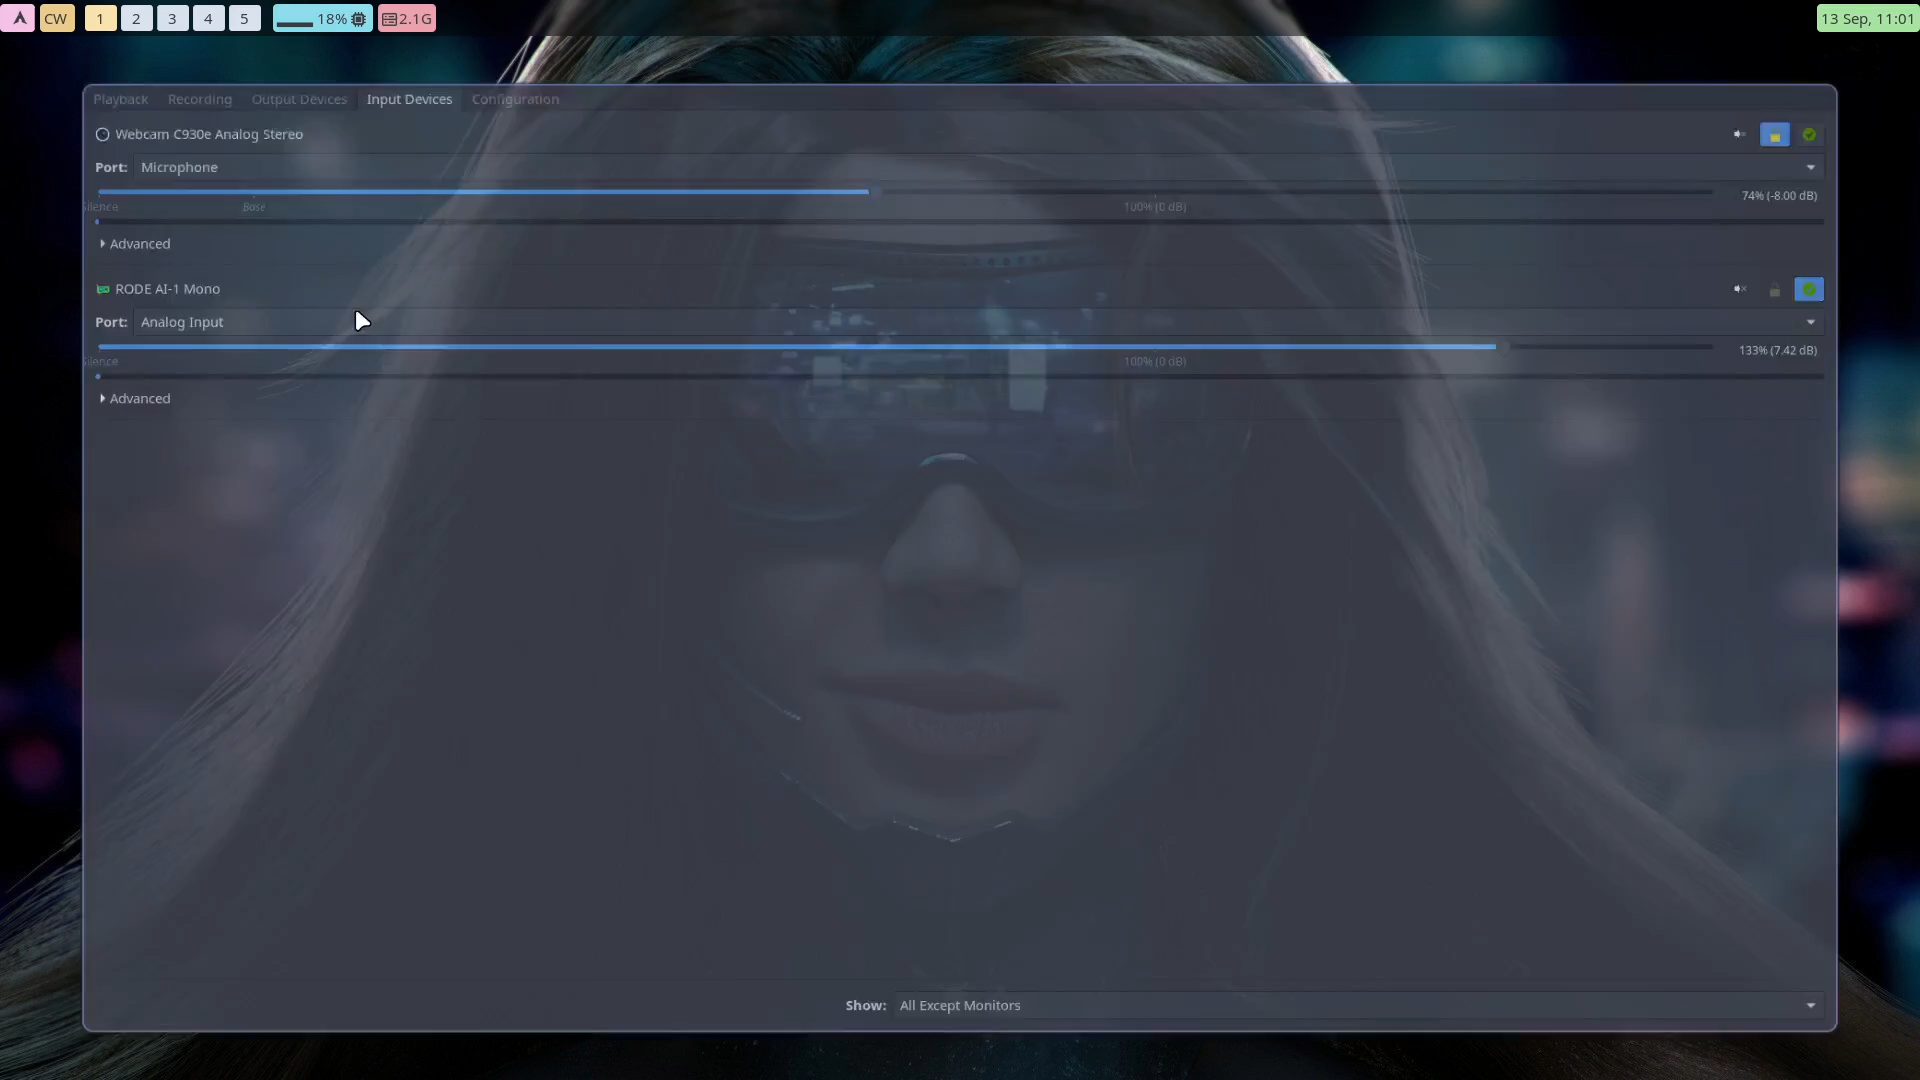 CW 1 2 3 4 5 18% 2.1G 13 Sep, 11:01
Playback Recording Output Devices Input Devices Configuration
Webcam C930e Analog Stereo
Port: Microphone
74% (-8.00 dB)
Silence Base 100% (0 dB)
Advanced
RODE AI-1 Mono
Port: Analog Input
133% (7.42 dB)
Silence 100% (0 dB)
Advanced
Show: All Except Monitors